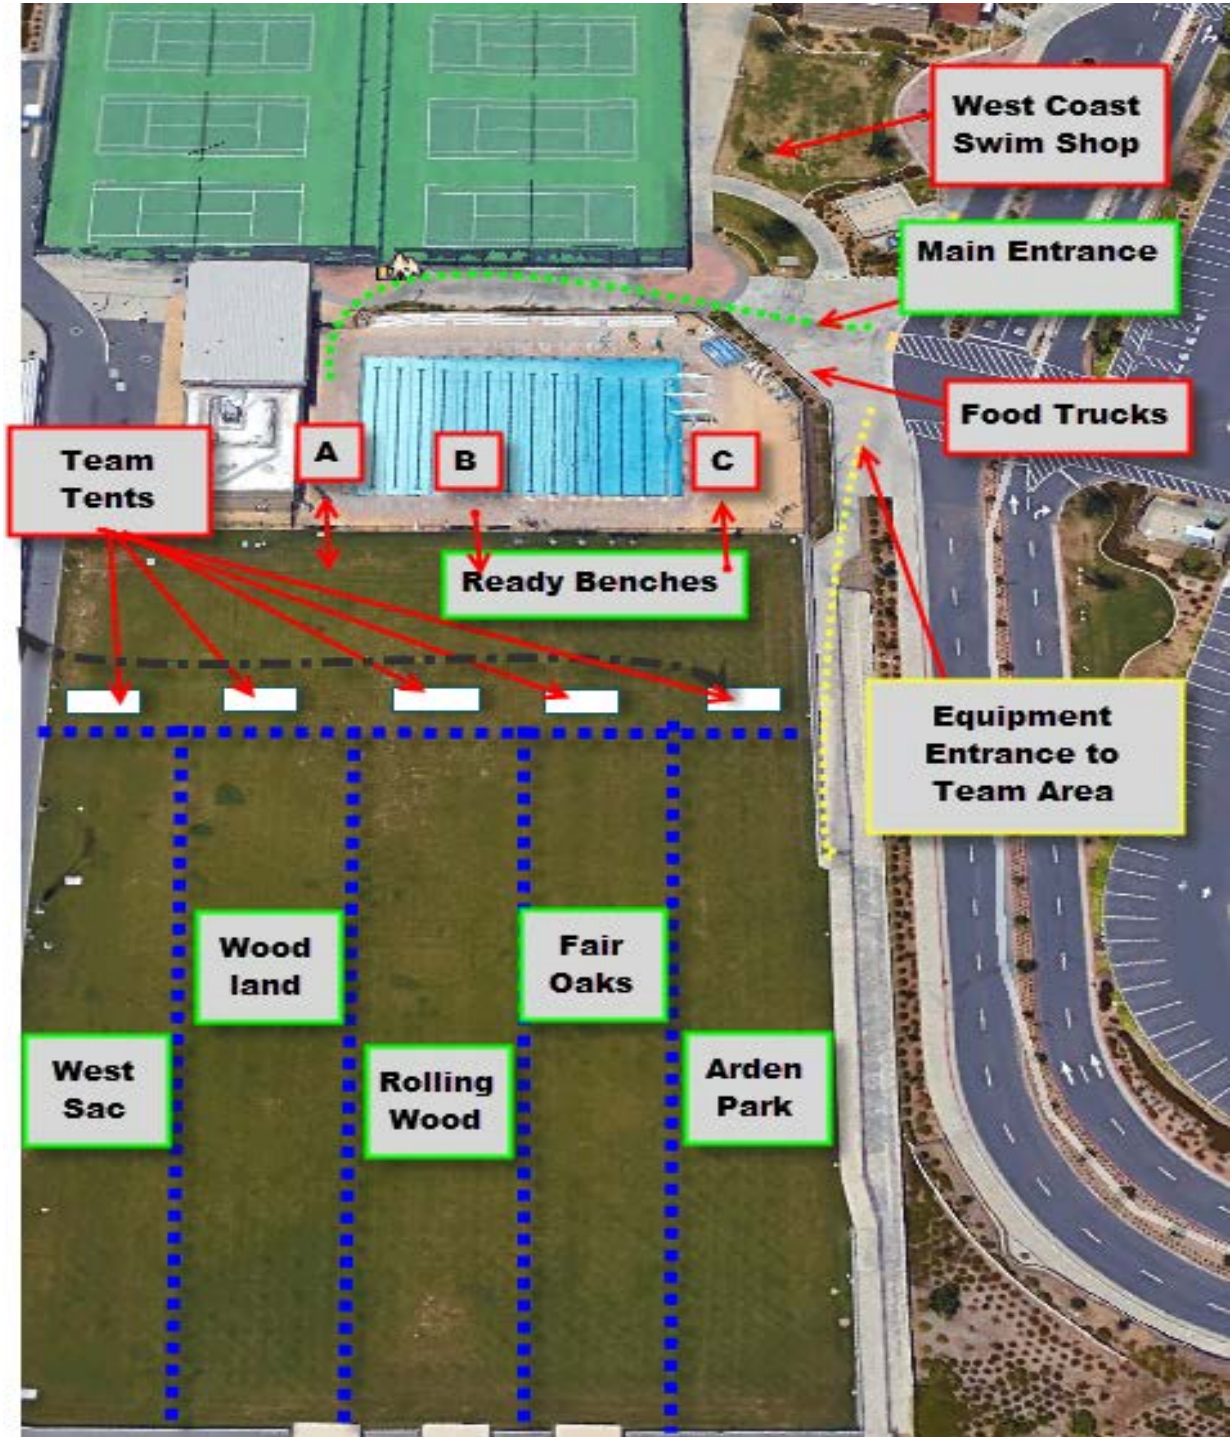 West Coast
Swim Shop
Main Entrance
Food Trucks
Team
Tents
A
B
C
Ready Benches
Equipment
Entrance to
Team Area
Wood
land
Fair
Oaks
West
Sac
Rolling
Wood
Arden
Park